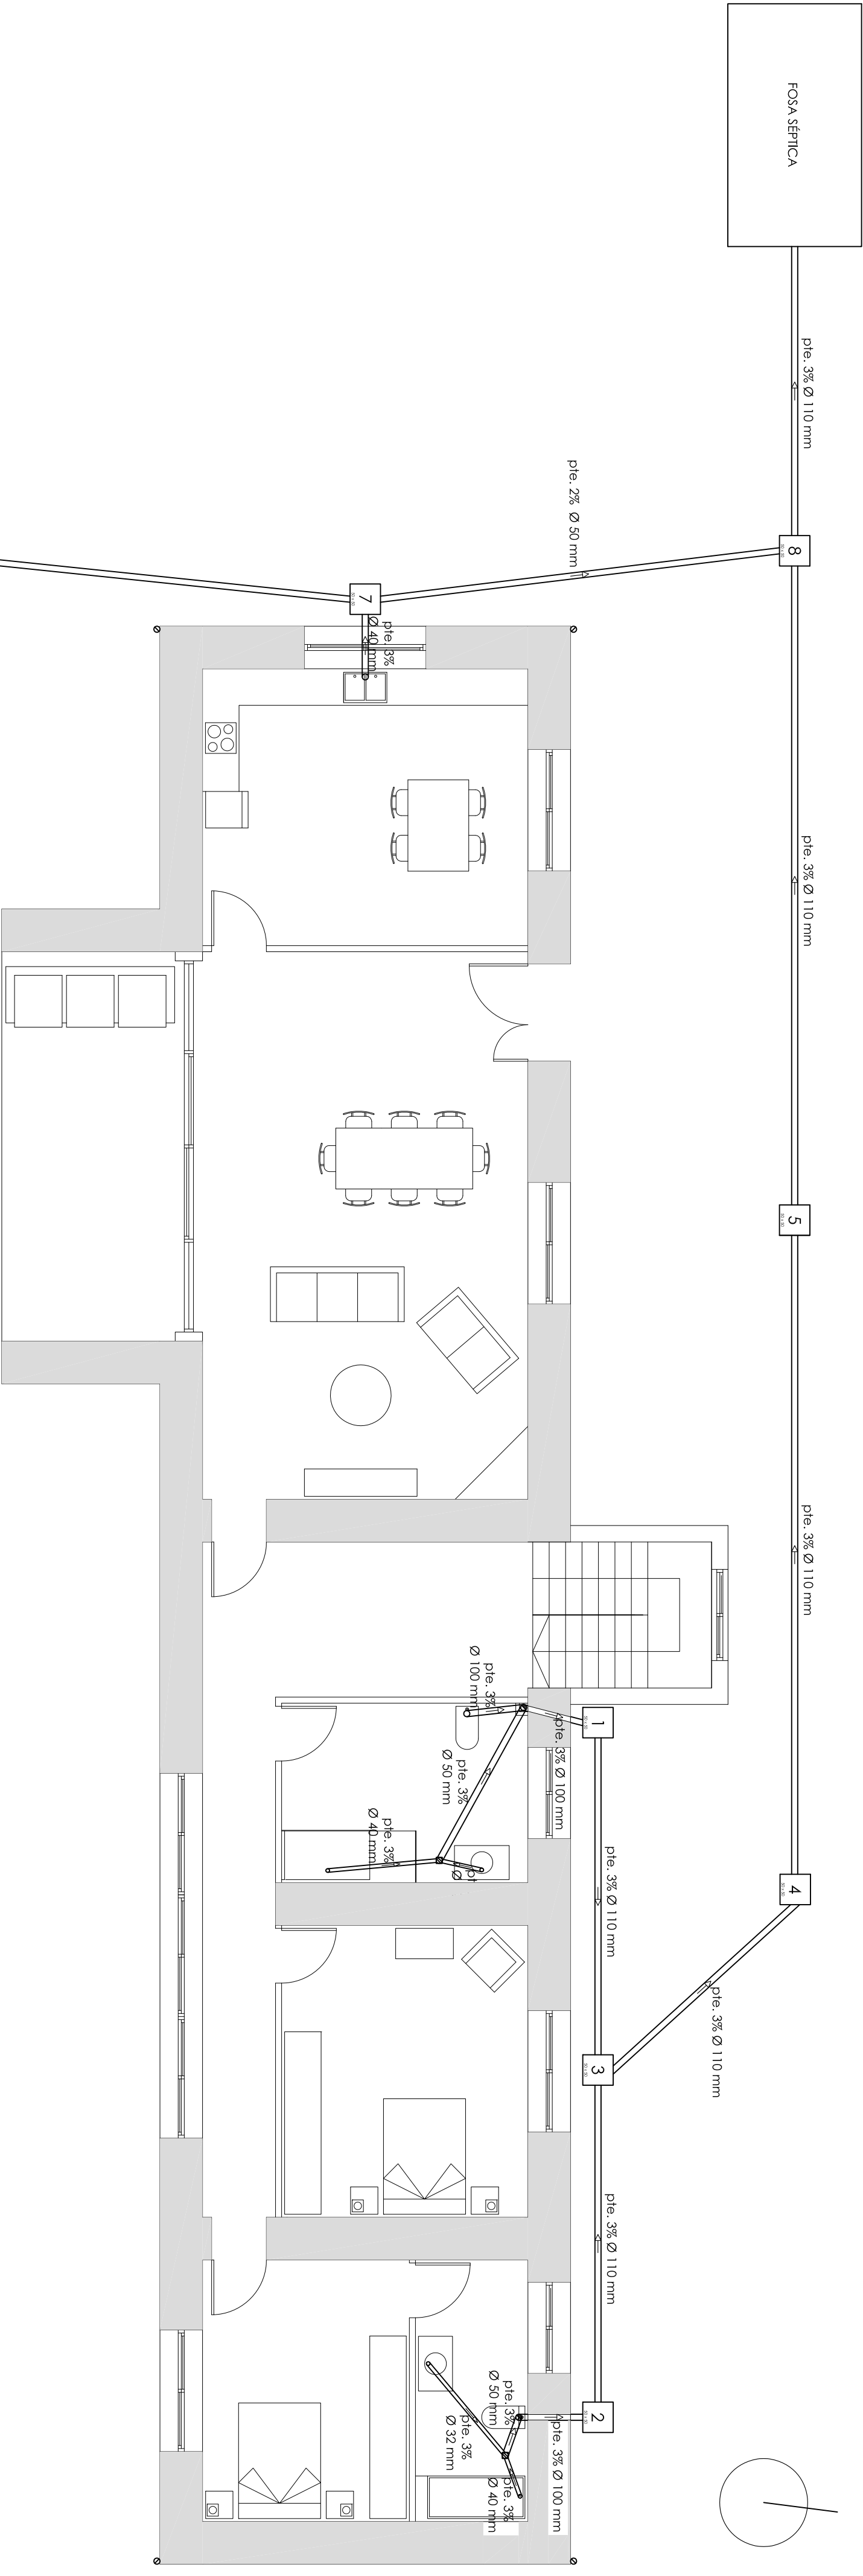 FOSA SÉPTICA
pte. 3% Ø 110 mm
pte. 2% Ø 50 mm
8
7
pte. 3%
Ø 40 mm
pte. 3% Ø 110 mm
5
pte. 3% Ø 110 mm
pte. 3%
Ø 100 mm
1
pte. 3% Ø 100 mm
pte. 3%
Ø 50 mm
pte. 3%
Ø 40 mm
pt
Ø
pte. 3% Ø 110 mm
4
pte. 3% Ø 110 mm
3
pte. 3% Ø 110 mm
pte. 3%
Ø 50 mm
2
pte. 3%
Ø 32 mm
pte. 3% Ø 100 mm
pte. 3%
Ø 40 mm